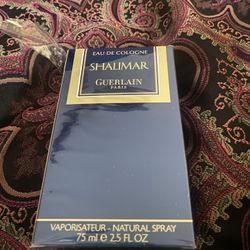 EAU DE COLOGNE
SHALIMAR
GUERLAIN
PARIS
VAPORISATEUR - NATURAL SPRAY
75 ml e 2.5 FL OZ